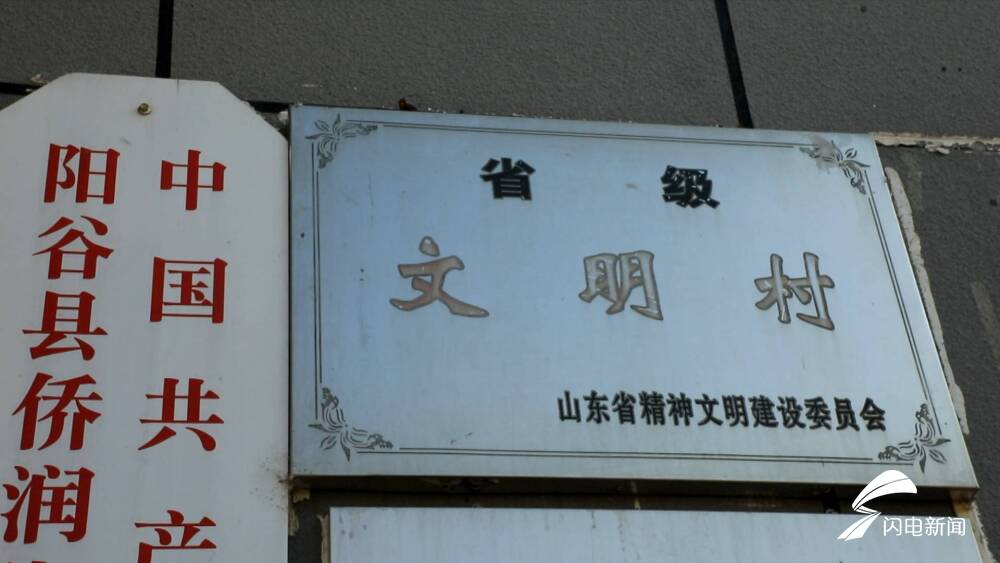 中国共产
阳谷县侨润
省级
文明村
山东省精神文明建设委员会
闪电新闻